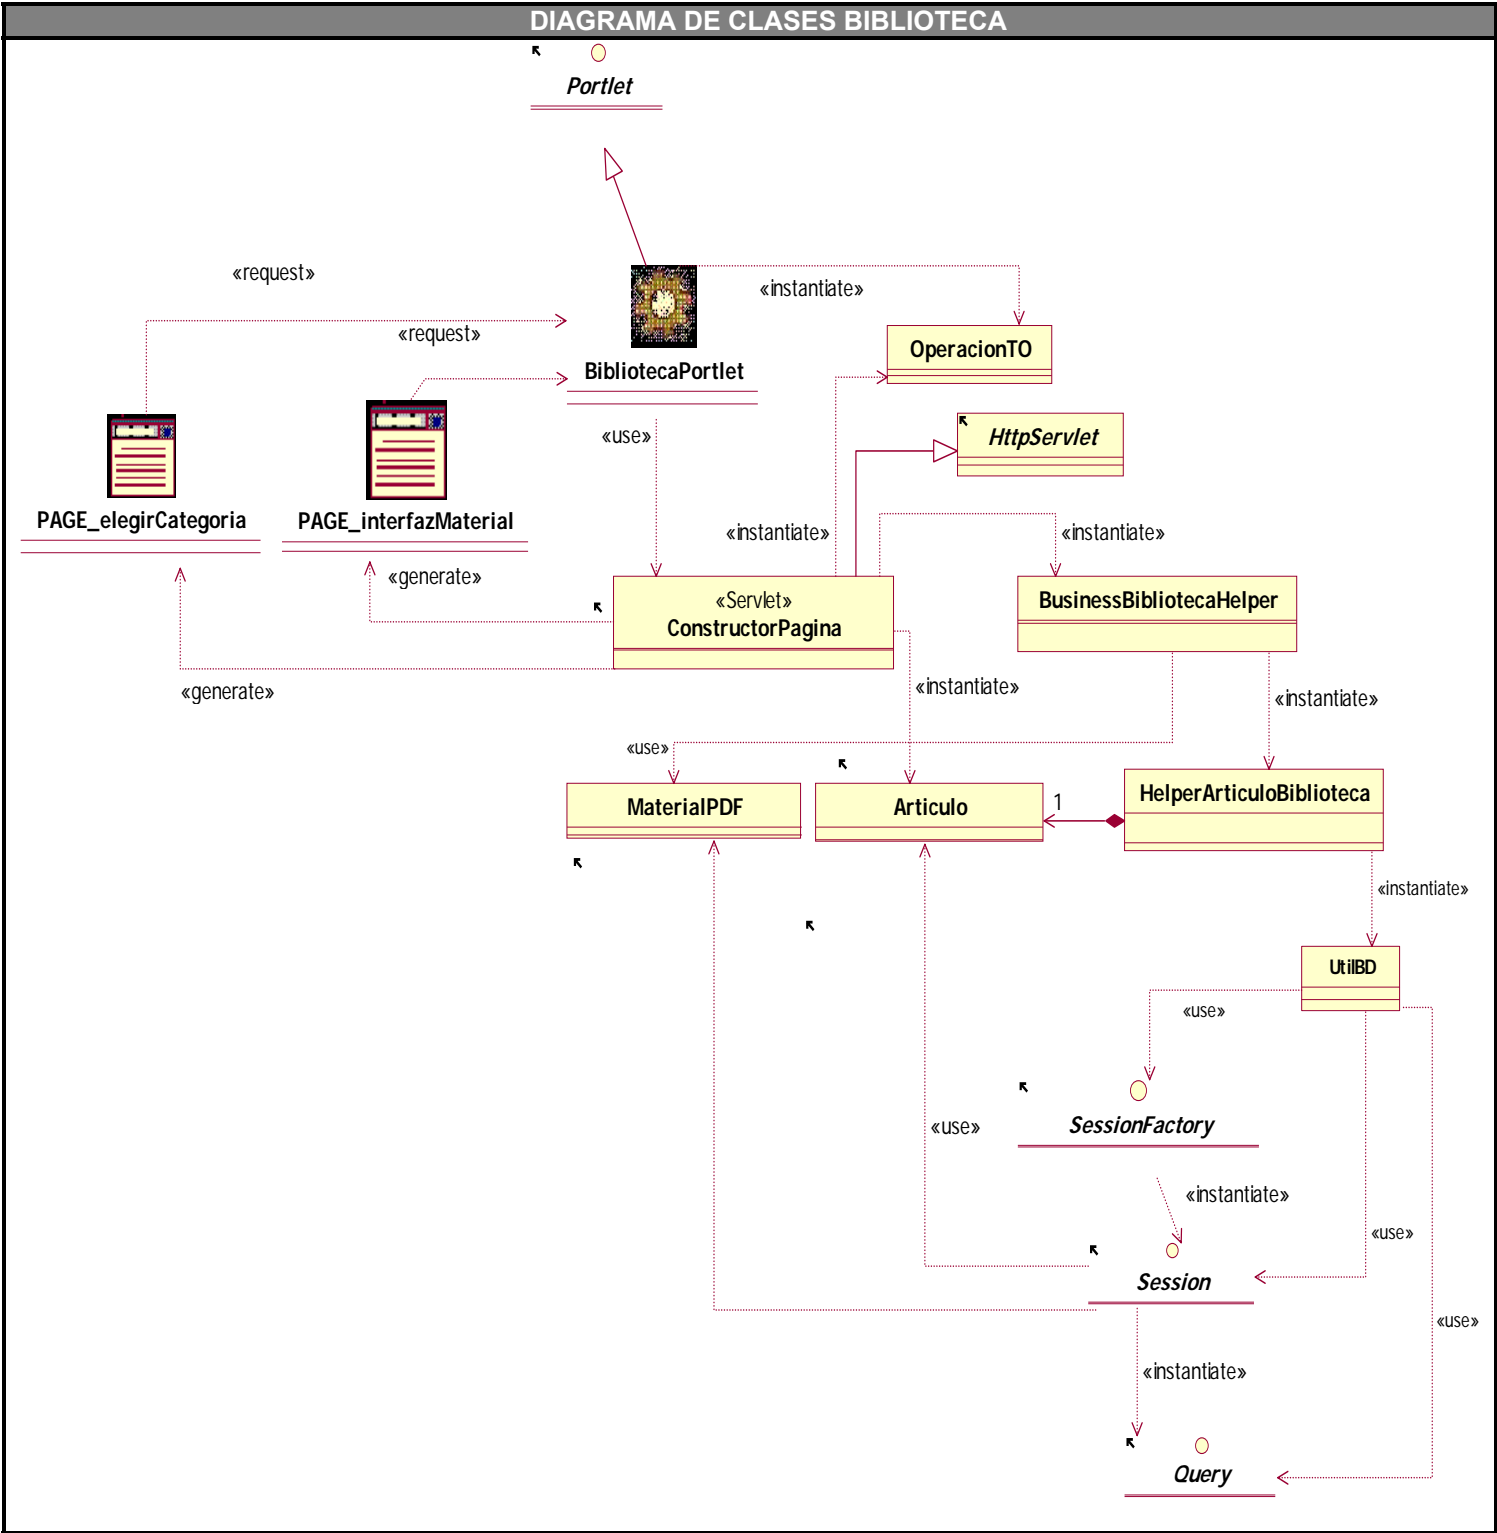 DIAGRAMA DE CLASES BIBLIOTECA
Portlet
«request»
«instantiate»
«request»
OperacionTO
BibliotecaPortlet
«use»
HttpServlet
PAGE_elegirCategoria
PAGE_interfazMaterial
«instantiate»
«instantiate»
«generate»
«Servlet»
ConstructorPagina
BusinessBibliotecaHelper
«generate»
«instantiate»
«instantiate»
«use»
MaterialPDF
Articulo
1
HelperArticuloBiblioteca
«instantiate»
UtilBD
«use»
SessionFactory
«use»
«instantiate»
«use»
Session
«use»
«instantiate»
Query